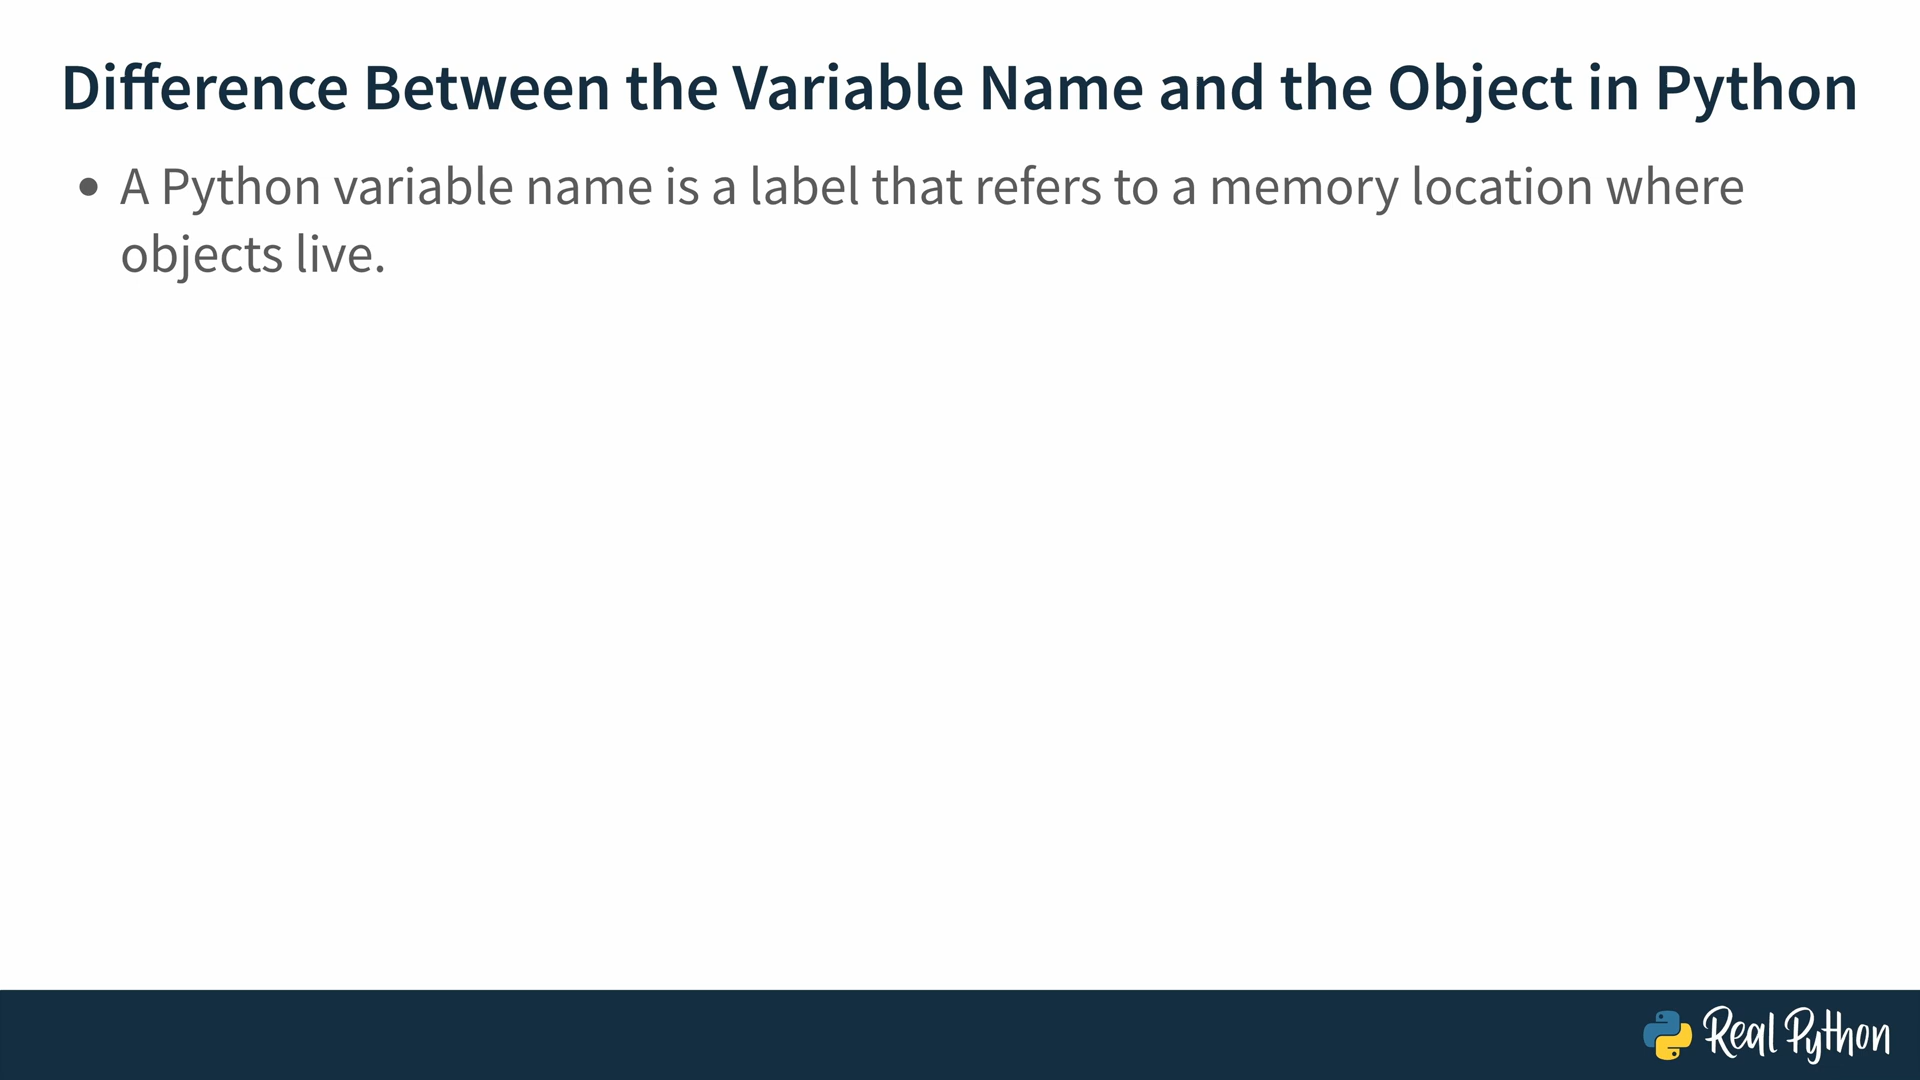 Difference Between the Variable Name and the Object in Python
• A Python variable name is a label that refers to a memory location where
objects live.
Real Python